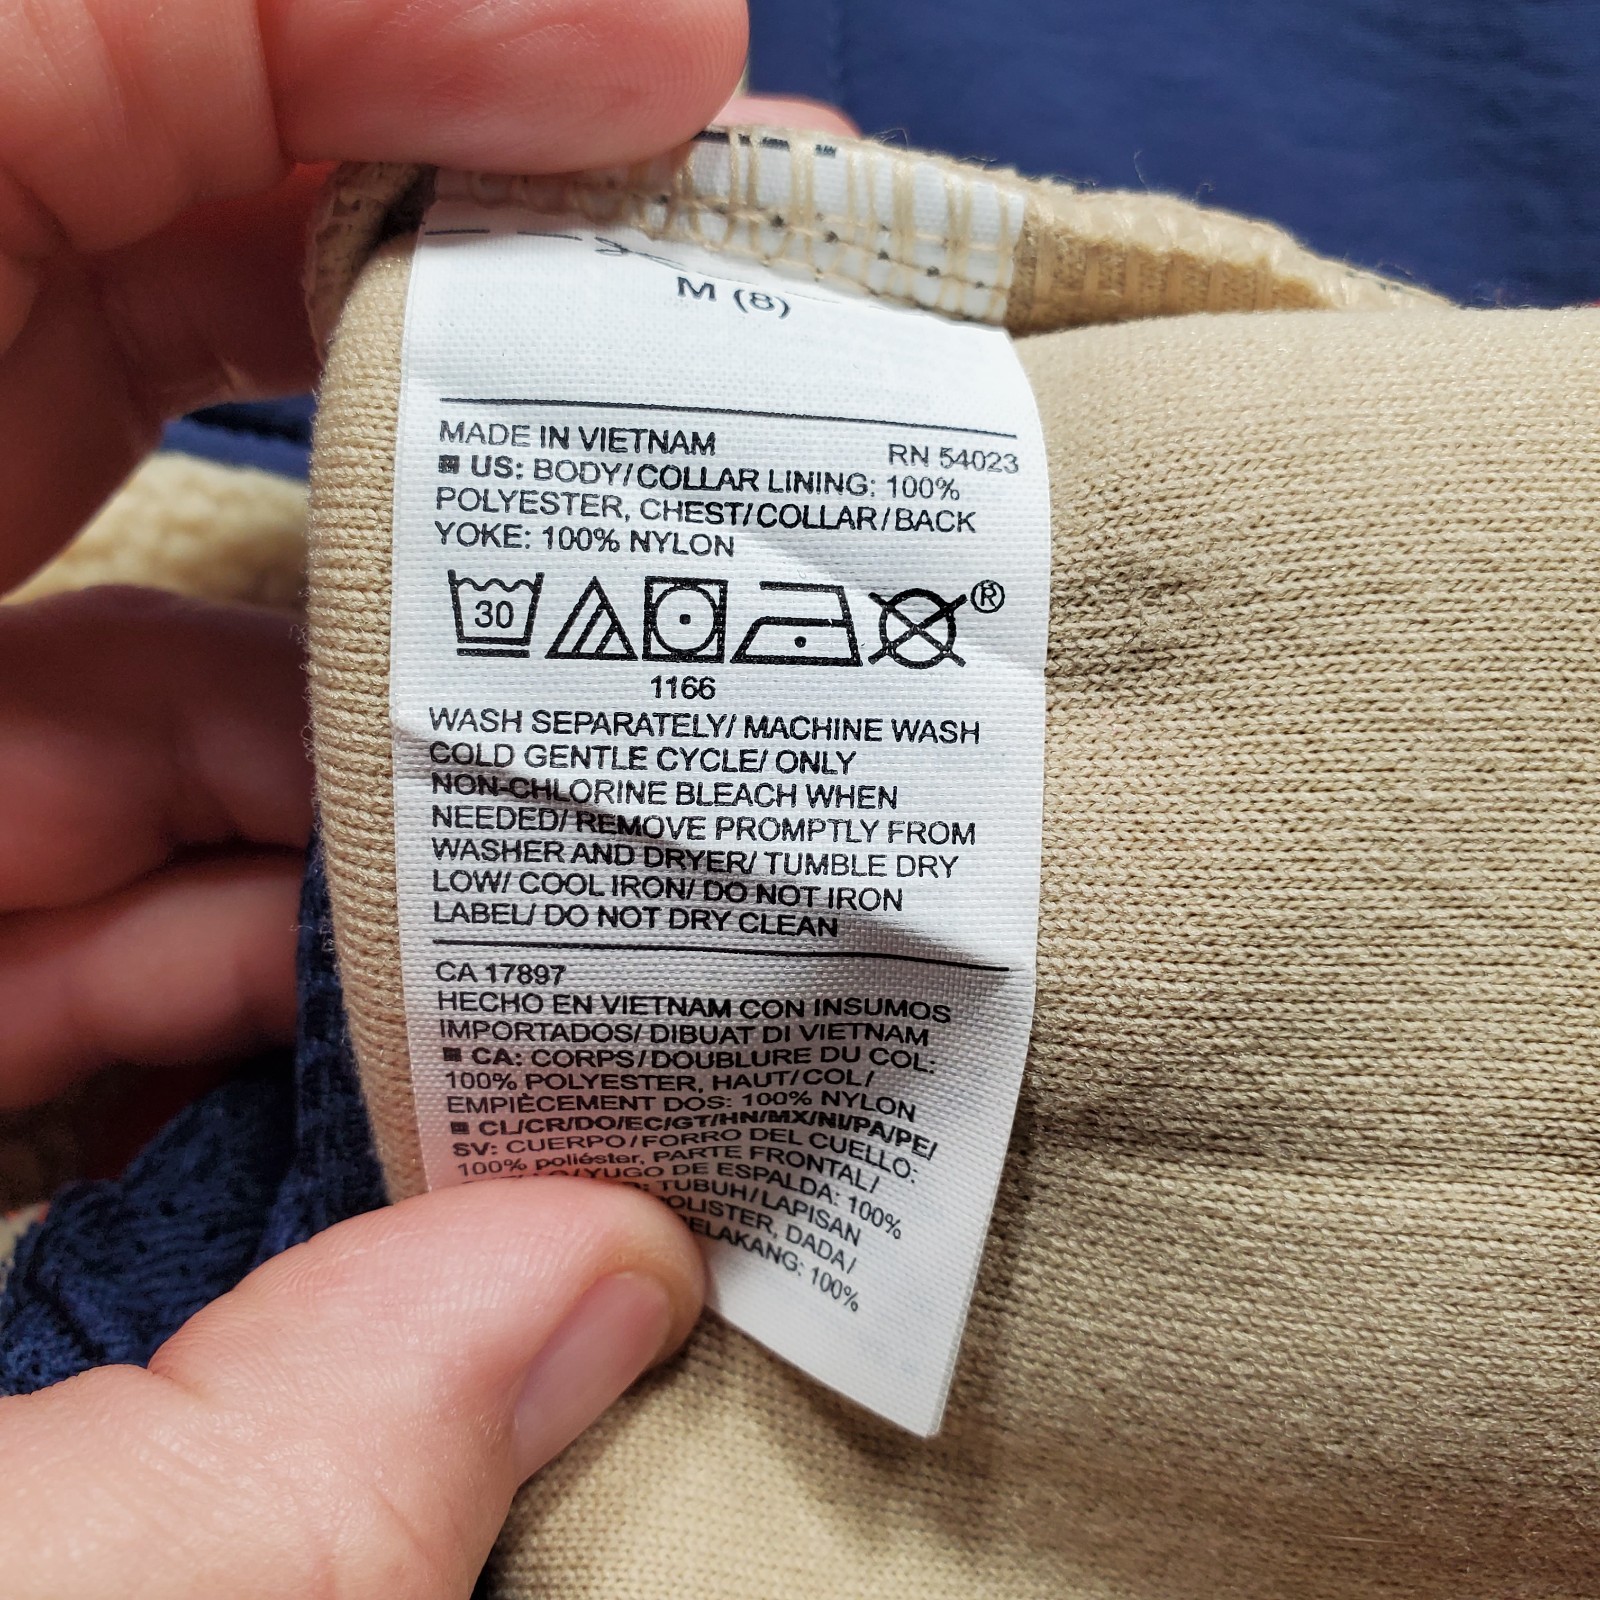 M (8)
MADE IN VIETNAM RN 54023
US: BODY/COLLAR LINING: 100%
POLYESTER, CHEST/COLLAR/BACK
YOKE: 100% NYLON
30
®
1166
WASH SEPARATELY/ MACHINE WASH
COLD GENTLE CYCLE/ ONLY
NON-CHLORINE BLEACH WHEN
NEEDED/ REMOVE PROMPTLY FROM
WASHER AND DRYER/ TUMBLE DRY
LOW/ COOL IRON/ DO NOT IRON
LABEL/ DO NOT DRY CLEAN
CA 17897
HECHO EN VIETNAM CON INSUMOS
IMPORTADOS/ DIBUAT DI VIETNAM
CA: CORPS/DOUBLURE DU COL:
100% POLYESTER, HAUT/COL/
EMPIÈCEMENT DOS: 100% NYLON
CL/CR/DO/EC/GT/HN/MX/NI/PA/PE/
SV: CUERPO/FORRO DEL CUELLO:
100% poliéster, PARTE FRONTAL/
/YUGO DE ESPALDA: 100%
TUBUH/LAPISAN
DADA/
100%